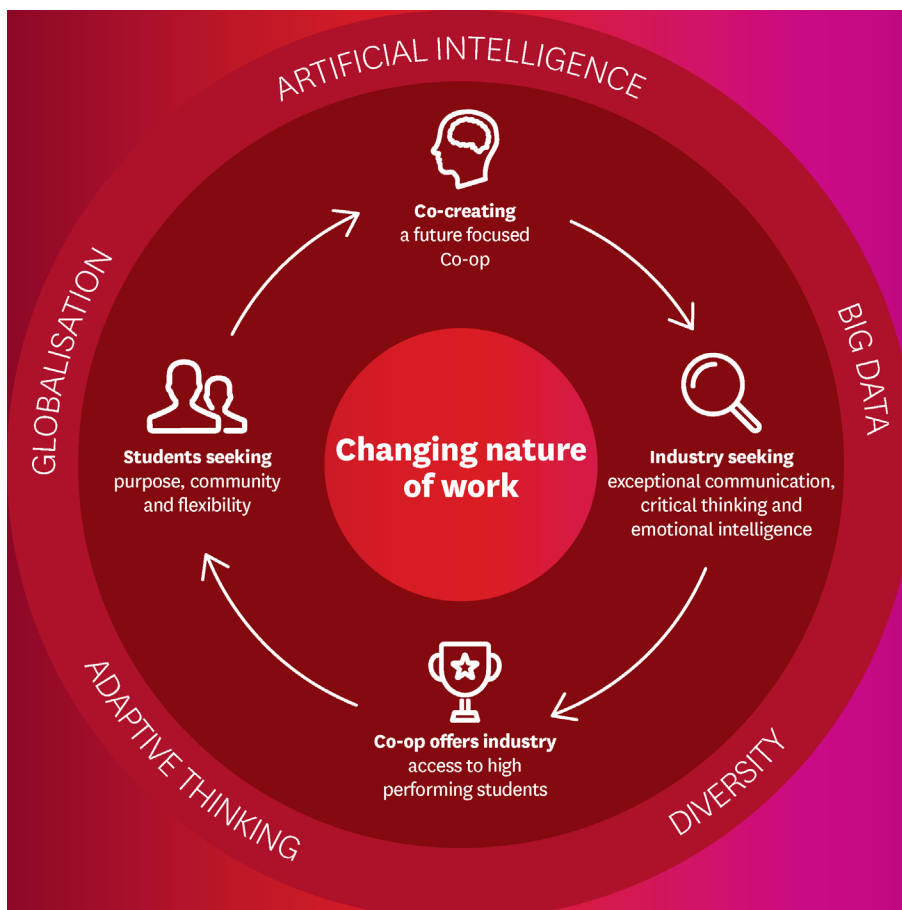 ARTIFICIAL INTELLIGENCE
BIG DATA
DIVERSITY
ADAPTIVE THINKING
GLOBALISATION
Co-creating
a future focused
Co-op
Industry seeking
exceptional communication,
critical thinking and
emotional intelligence
Co-op offers industry
access to high
performing students
Students seeking
purpose, community
and flexibility
Changing nature
of work